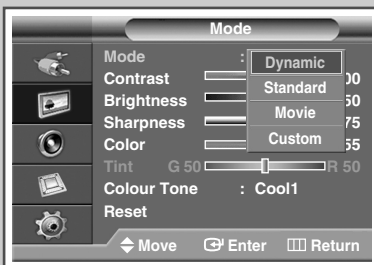 Mode
Mode :
Dynamic
Contrast 00
Standard
Brightness 50
Movie
Sharpness 75
Custom
Color 55
Tint G 50 R 50
Colour Tone : Cool1
Reset
Move Enter Return